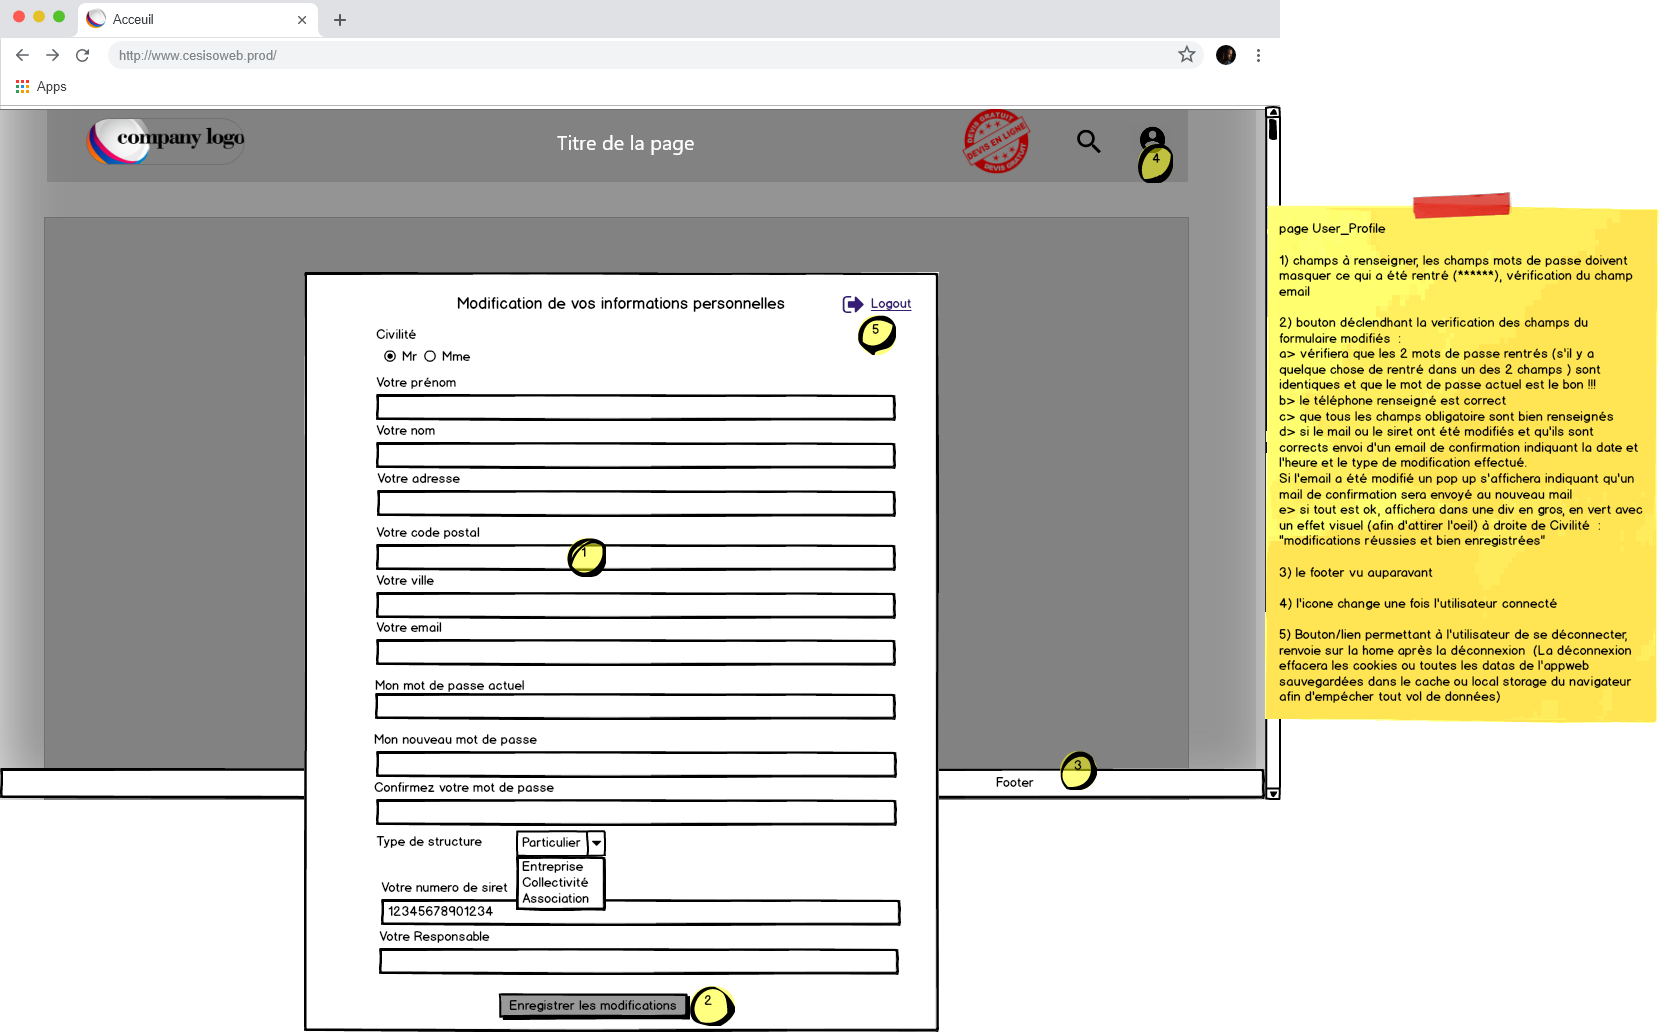 Acceuil
http://www.cesisoweb.prod/
Apps
company logo
Titre de la page
DEVIS GRATUIT
DEVIS EN LIGNE
DEVIS GRATUIT
4
page User_Profile
1) champs à renseigner, les champs mots de passe doivent
masquer ce qui a été rentré (******), vérification du champ
email
2) bouton déclendhant la verification des champs du
formulaire modifiés :
a> vérifiera que les 2 mots de passe rentrés (s'il y a
quelque chose de rentré dans un des 2 champs ) sont
identiques et que le mot de passe actuel est le bon !!!
b> le téléphone renseigné est correct
c> que tous les champs obligatoire sont bien renseignés
d> si le mail ou le siret ont été modifiés et qu'ils sont
corrects envoi d'un email de confirmation indiquant la date et
l'heure et le type de modification effectué.
Si l'email a été modifié un pop up s'affichera indiquant qu'un
mail de confirmation sera envoyé au nouveau mail
e> si tout est ok, affichera dans une div en gros, en vert avec
un effet visuel (afin d'attirer l'oeil) à droite de Civilité :
"modifications réussies et bien enregistrées"
3) le footer vu auparavant
4) l'icone change une fois l'utilisateur connecté
5) Bouton/lien permettant à l'utilisateur de se déconnecter,
renvoie sur la home après la déconnexion (La déconnexion
effacera les cookies ou toutes les datas de l'appweb
sauvegardées dans le cache ou local storage du navigateur
afin d'empécher tout vol de données)
Modification de vos informations personnelles
Logout
5
Civilité
Mr Mme
Votre prénom
Votre nom
Votre adresse
Votre code postal
1
Votre ville
Votre email
Mon mot de passe actuel
Mon nouveau mot de passe
Confirmez votre mot de passe
Type de structure
Particulier
Entreprise
Collectivité
Association
Votre numero de siret
12345678901234
Votre Responsable
Enregistrer les modifications
2
Footer
3